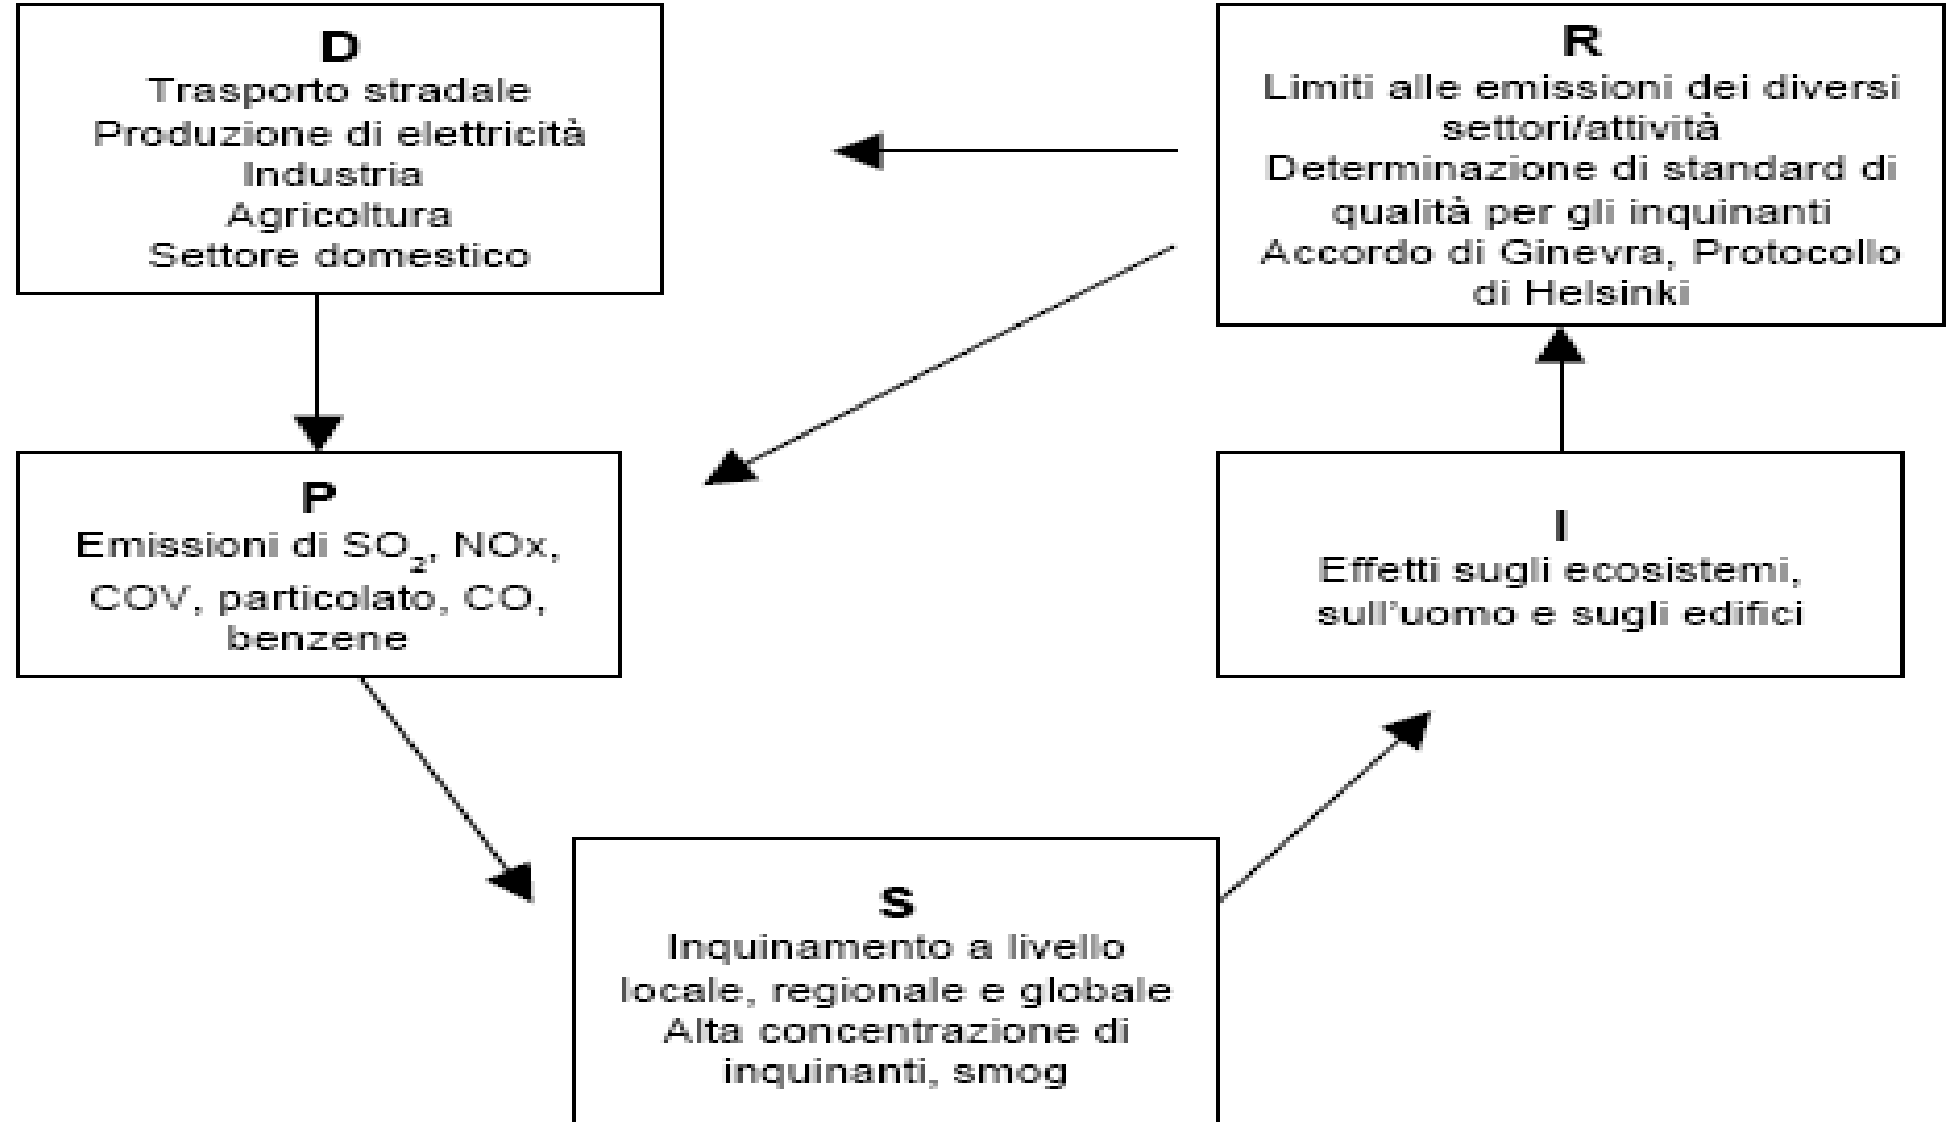 D
Trasporto stradale
Produzione di elettricità
Industria
Agricoltura
Settore domestico
R
Limiti alle emissioni dei diversi
settori/attività
Determinazione di standard di
qualità per gli inquinanti
Accordo di Ginevra, Protocollo
di Helsinki
P
Emissioni di SO₂, NOx,
COV, particolato, CO,
benzene
I
Effetti sugli ecosistemi,
sull'uomo e sugli edifici
S
Inquinamento a livello
locale, regionale e globale
Alta concentrazione di
inquinanti, smog